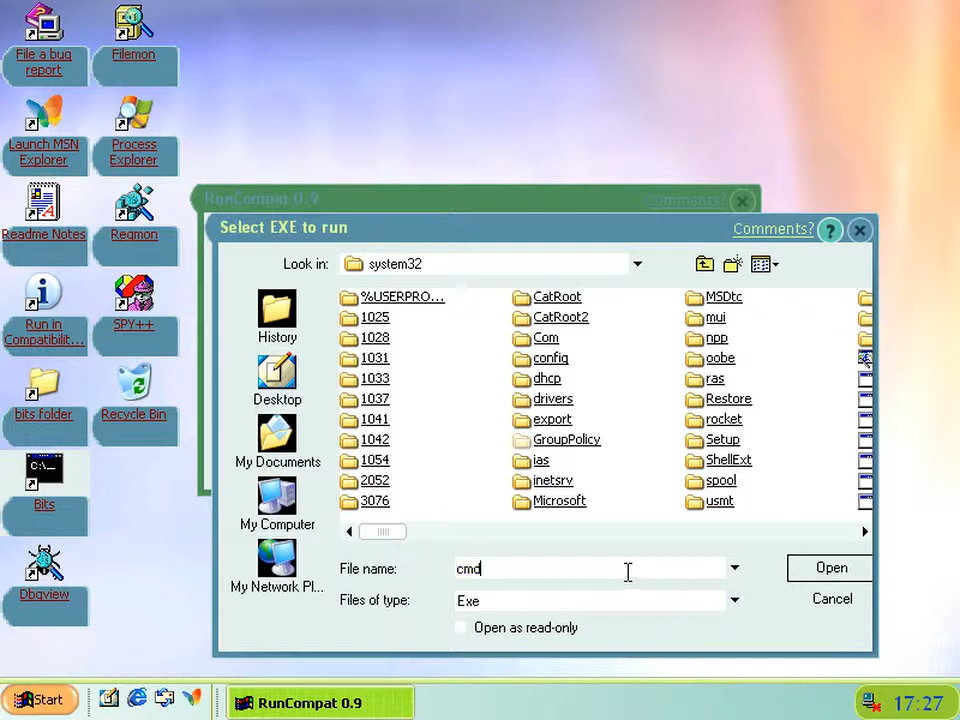 File a bug
report
Filemon
Launch MSN
Explorer
Process
Explorer
Readme Notes
Regmon
Run in
Compatibilit...
SPY++
bits folder
Recycle Bin
C:\_
Bits
Dbgview
RunCompat 0.9
Comments?
Select EXE to run
Comments?
?
Look in:
system32
History
Desktop
My Documents
My Computer
My Network Pl...
%USERPRO...
1025
1028
1031
1033
1037
1041
1042
1054
2052
3076
CatRoot
CatRoot2
Com
config
dhcp
drivers
export
GroupPolicy
ias
inetsrv
Microsoft
MSDtc
mui
npp
oobe
ras
Restore
rocket
Setup
ShellExt
spool
usmt
File name:
cmd
Open
Files of type:
Exe
Cancel
Open as read-only
Start
RunCompat 0.9
17:27